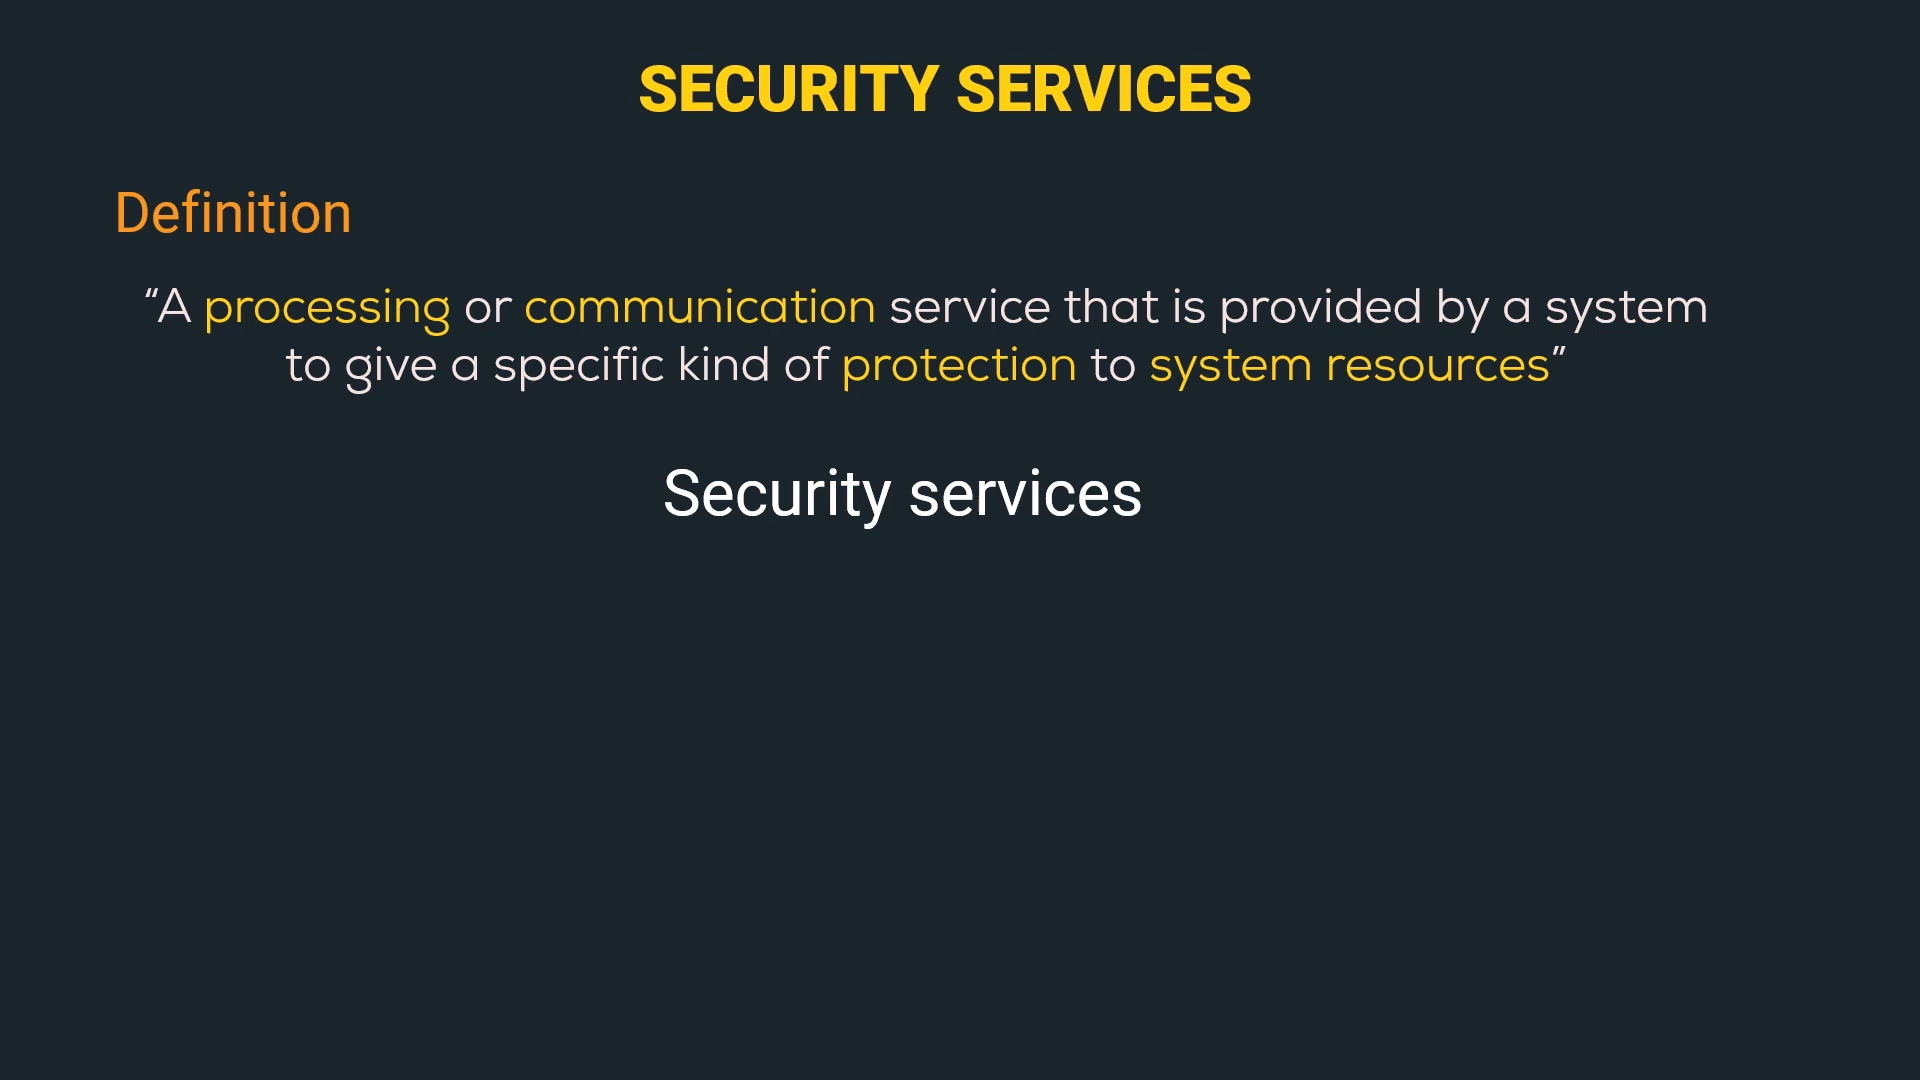 SECURITY SERVICES
Definition
“A processing or communication service that is provided by a system
to give a specific kind of protection to system resources”
Security services